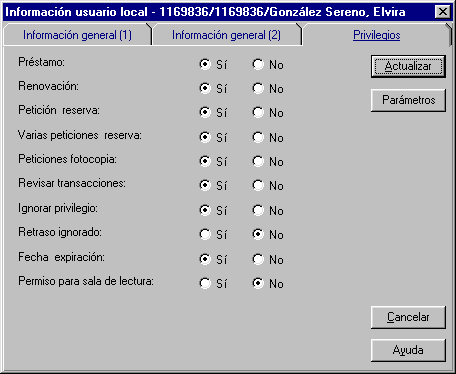 Información usuario local - 1169836/1169836/González Sereno, Elvira
Información general (1) Información general (2) Privilegios
Préstamo: Sí No Actualizar
Renovación: Sí No
Petición reserva: Sí No Parámetros
Varias peticiones reserva: Sí No
Peticiones fotocopia: Sí No
Revisar transacciones: Sí No
Ignorar privilegio: Sí No
Retraso ignorado: Sí No
Fecha expiración: Sí No
Permiso para sala de lectura: Sí No
Cancelar
Ayuda